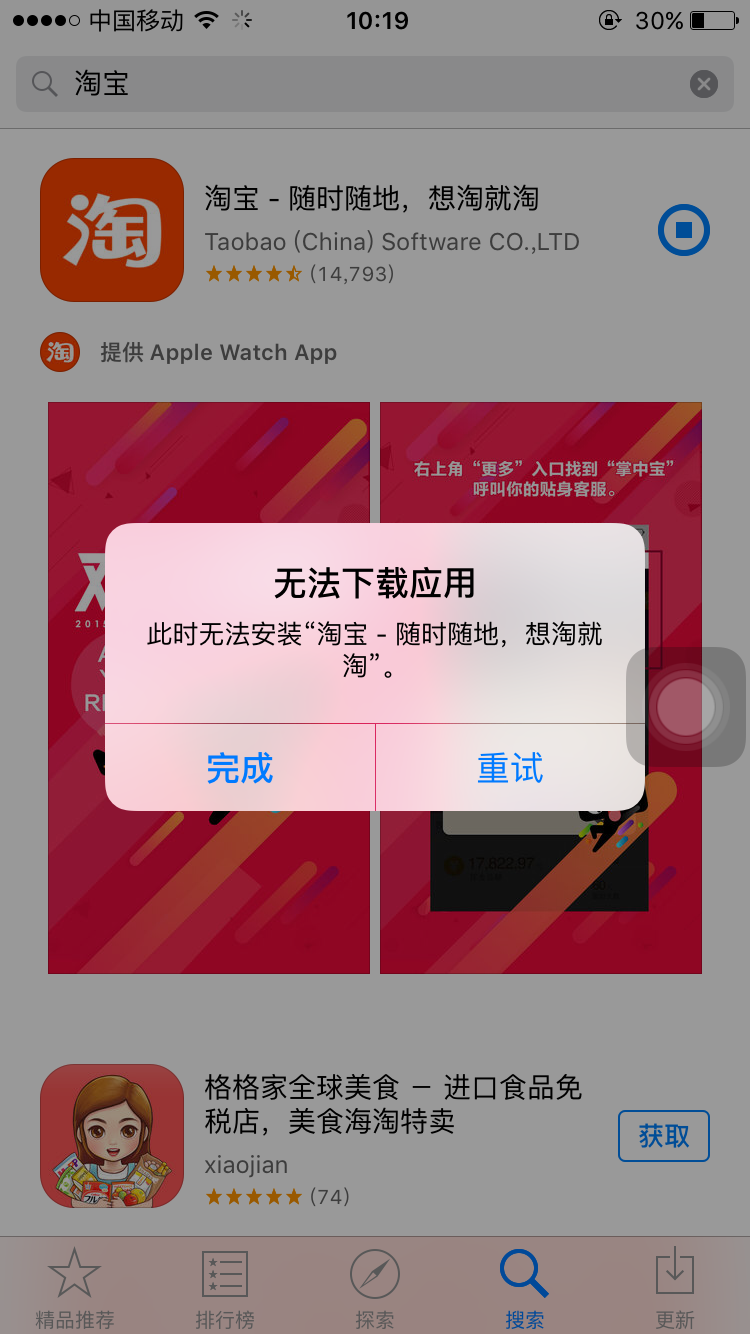 中国移动 10:19 30%
淘宝
淘
淘宝 - 随时随地，想淘就淘
Taobao (China) Software CO.,LTD
(14,793)
淘
提供 Apple Watch App
右上角“更多”入口找到“掌中宝”
呼叫你的贴身客服。
无法下载应用
此时无法安装“淘宝 - 随时随地，想淘就
淘”。
完成
重试
17,822.97
格格家全球美食 — 进口食品免
税店，美食海淘特卖
获取
xiaojian
(74)
精品推荐
排行榜
探索
搜索
更新